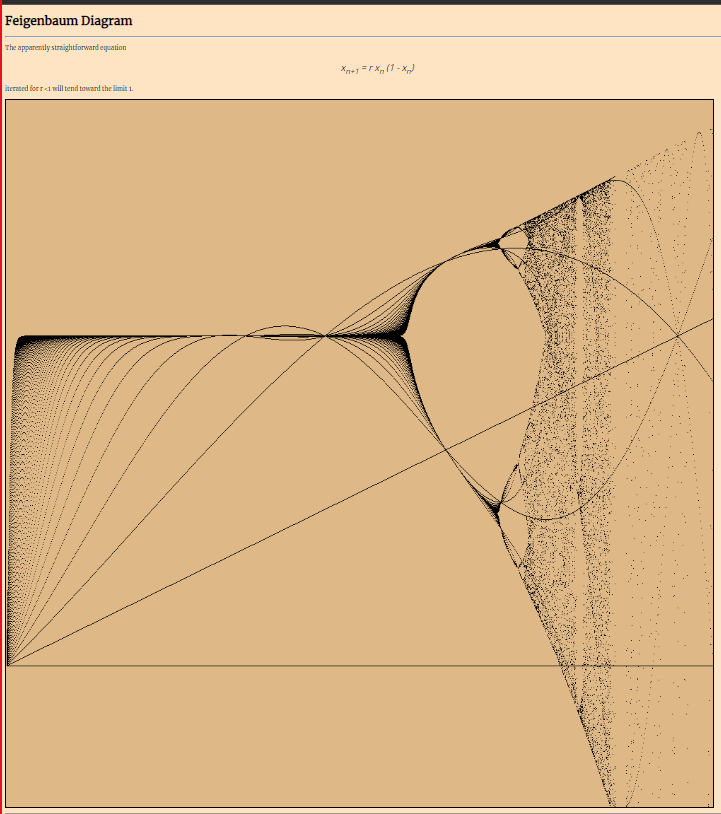 Feigenbaum Diagram
The apparently straightforward equation
xn+1 = r xn (1 - xn)
iterated for r <1 will tend toward the limit 1.